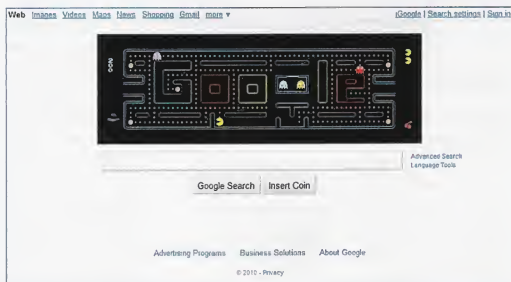 Web Images Videos Maps News Shopping Gmail more ▼
iGoogle | Search settings | Sign in
Advanced Search
Language Tools
Google Search Insert Coin
Advertising Programs Business Solutions About Google
© 2010 - Privacy